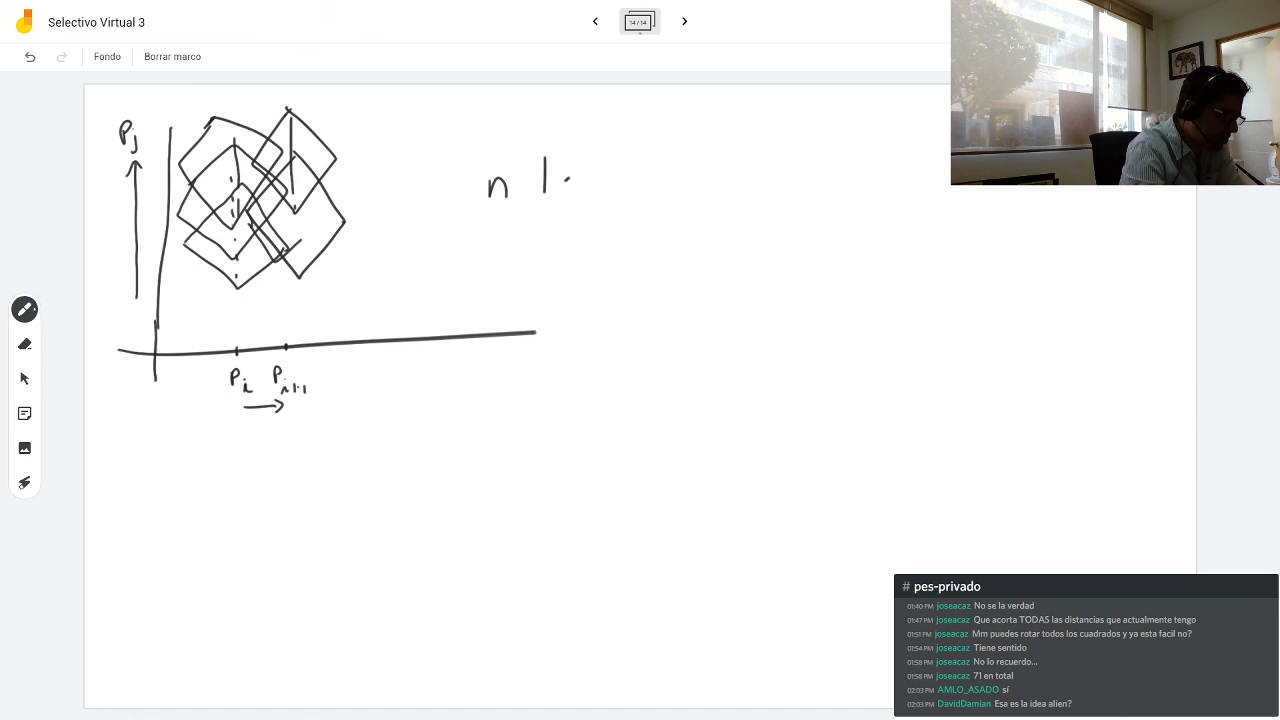 Selectivo Virtual 3
14 / 14
Fondo
Borrar marco
Pj
n l
Pi Pi+1
# pes-privado
01:40 PM joseacaz No se la verdad
01:47 PM joseacaz Que acorta TODAS las distancias que actualmente tengo
01:51 PM joseacaz Mm puedes rotar todos los cuadrados y ya esta facil no?
01:54 PM joseacaz Tiene sentido
01:58 PM joseacaz No lo recuerdo...
01:58 PM joseacaz 71 en total
02:03 PM AMLO_ASADO sí
02:03 PM DavidDamian Esa es la idea alien?